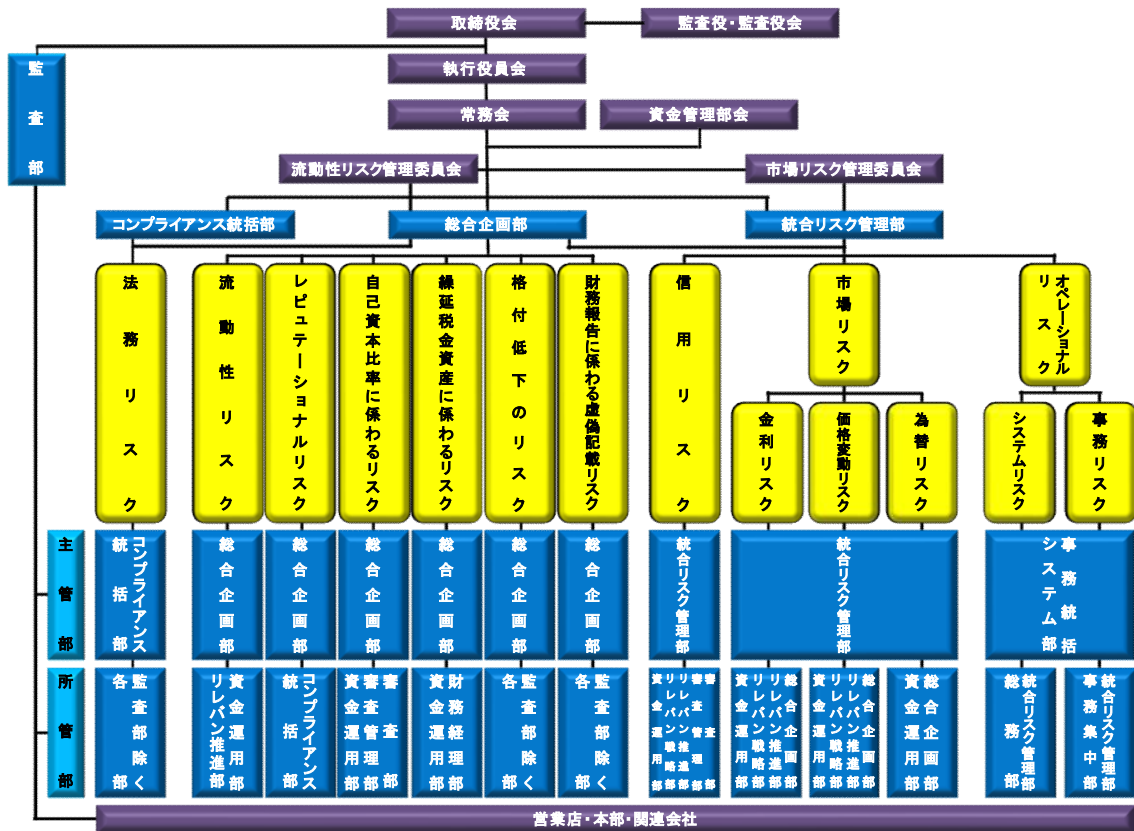 取締役会
監査役・監査役会
監査部
執行役員会
常務会
資金管理部会
流動性リスク管理委員会
市場リスク管理委員会
コンプライアンス統括部
総合企画部
統合リスク管理部
法務リスク
流動性リスク
レピュテーショナルリスク
自己資本比率に係わるリスク
繰延税金資産に係わるリスク
格付低下のリスク
財務報告に係わる虚偽記載リスク
信用リスク
市場リスク
オペレーショナル
リスク
金利リスク
価格変動リスク
為替リスク
システムリスク
事務リスク
主管部
コンプライアンス
統括部
総合企画部
総合企画部
総合企画部
総合企画部
総合企画部
総合企画部
統合リスク管理部
統合リスク管理部
事務統括
システム部
所管部
監査部除く
各部
資金運用部
リレバン推進部
コンプライアンス
統括部
審査部
審査管理部
資金運用部
財務経理部
資金運用部
監査部除く
各部
監査部除く
各部
審査部
審査管理部
リレバン推進部
リレバン戦略部
資金運用部
総合企画部
リレバン推進部
リレバン戦略部
資金運用部
総合企画部
リレバン推進部
リレバン戦略部
資金運用部
総合企画部
資金運用部
統合リスク管理部
総務部
統合リスク管理部
事務集中部
営業店・本部・関連会社